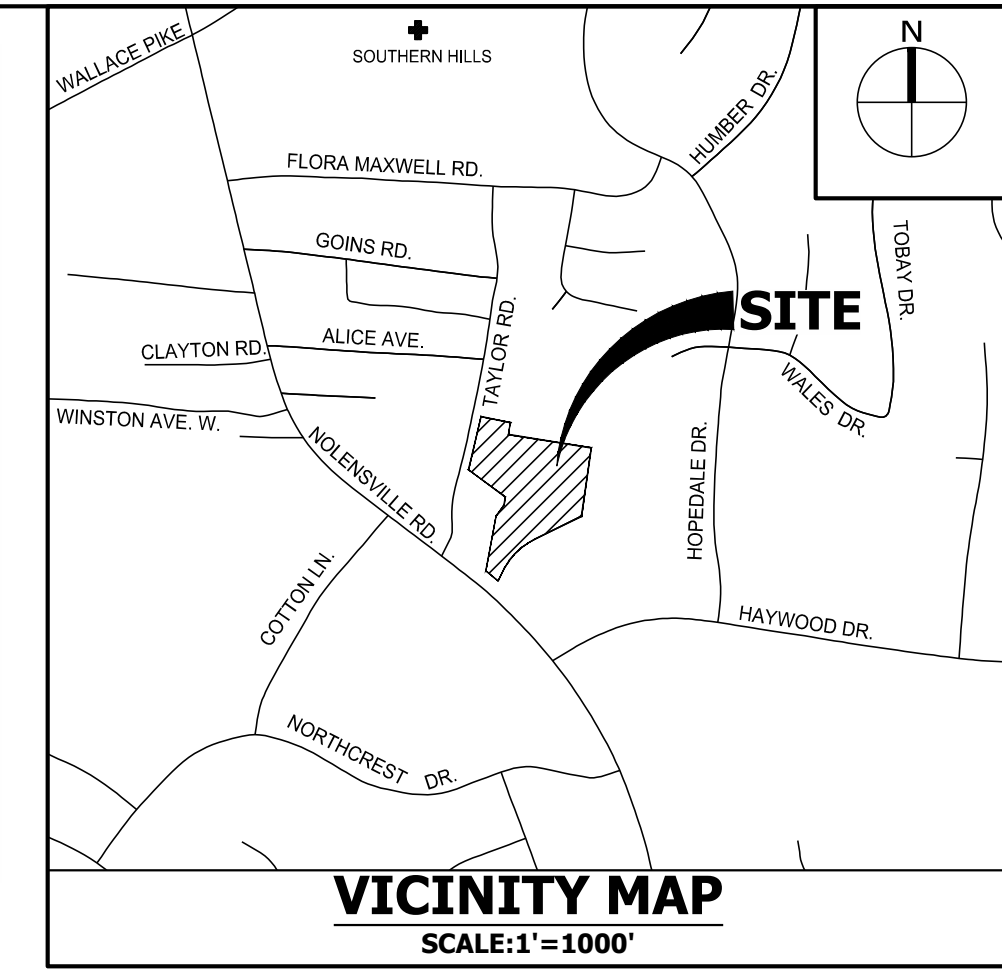 WALLACE PIKE
SOUTHERN HILLS
N
HUMBER DR.
FLORA MAXWELL RD.
GOINS RD.
TOBAY DR.
SITE
TAYLOR RD.
ALICE AVE.
CLAYTON RD.
WALES DR.
WINSTON AVE. W.
NOLENSVILLE RD.
HOPEDALE DR.
COTTON LN.
HAYWOOD DR.
NORTHCREST DR.
VICINITY MAP
SCALE:1'=1000'